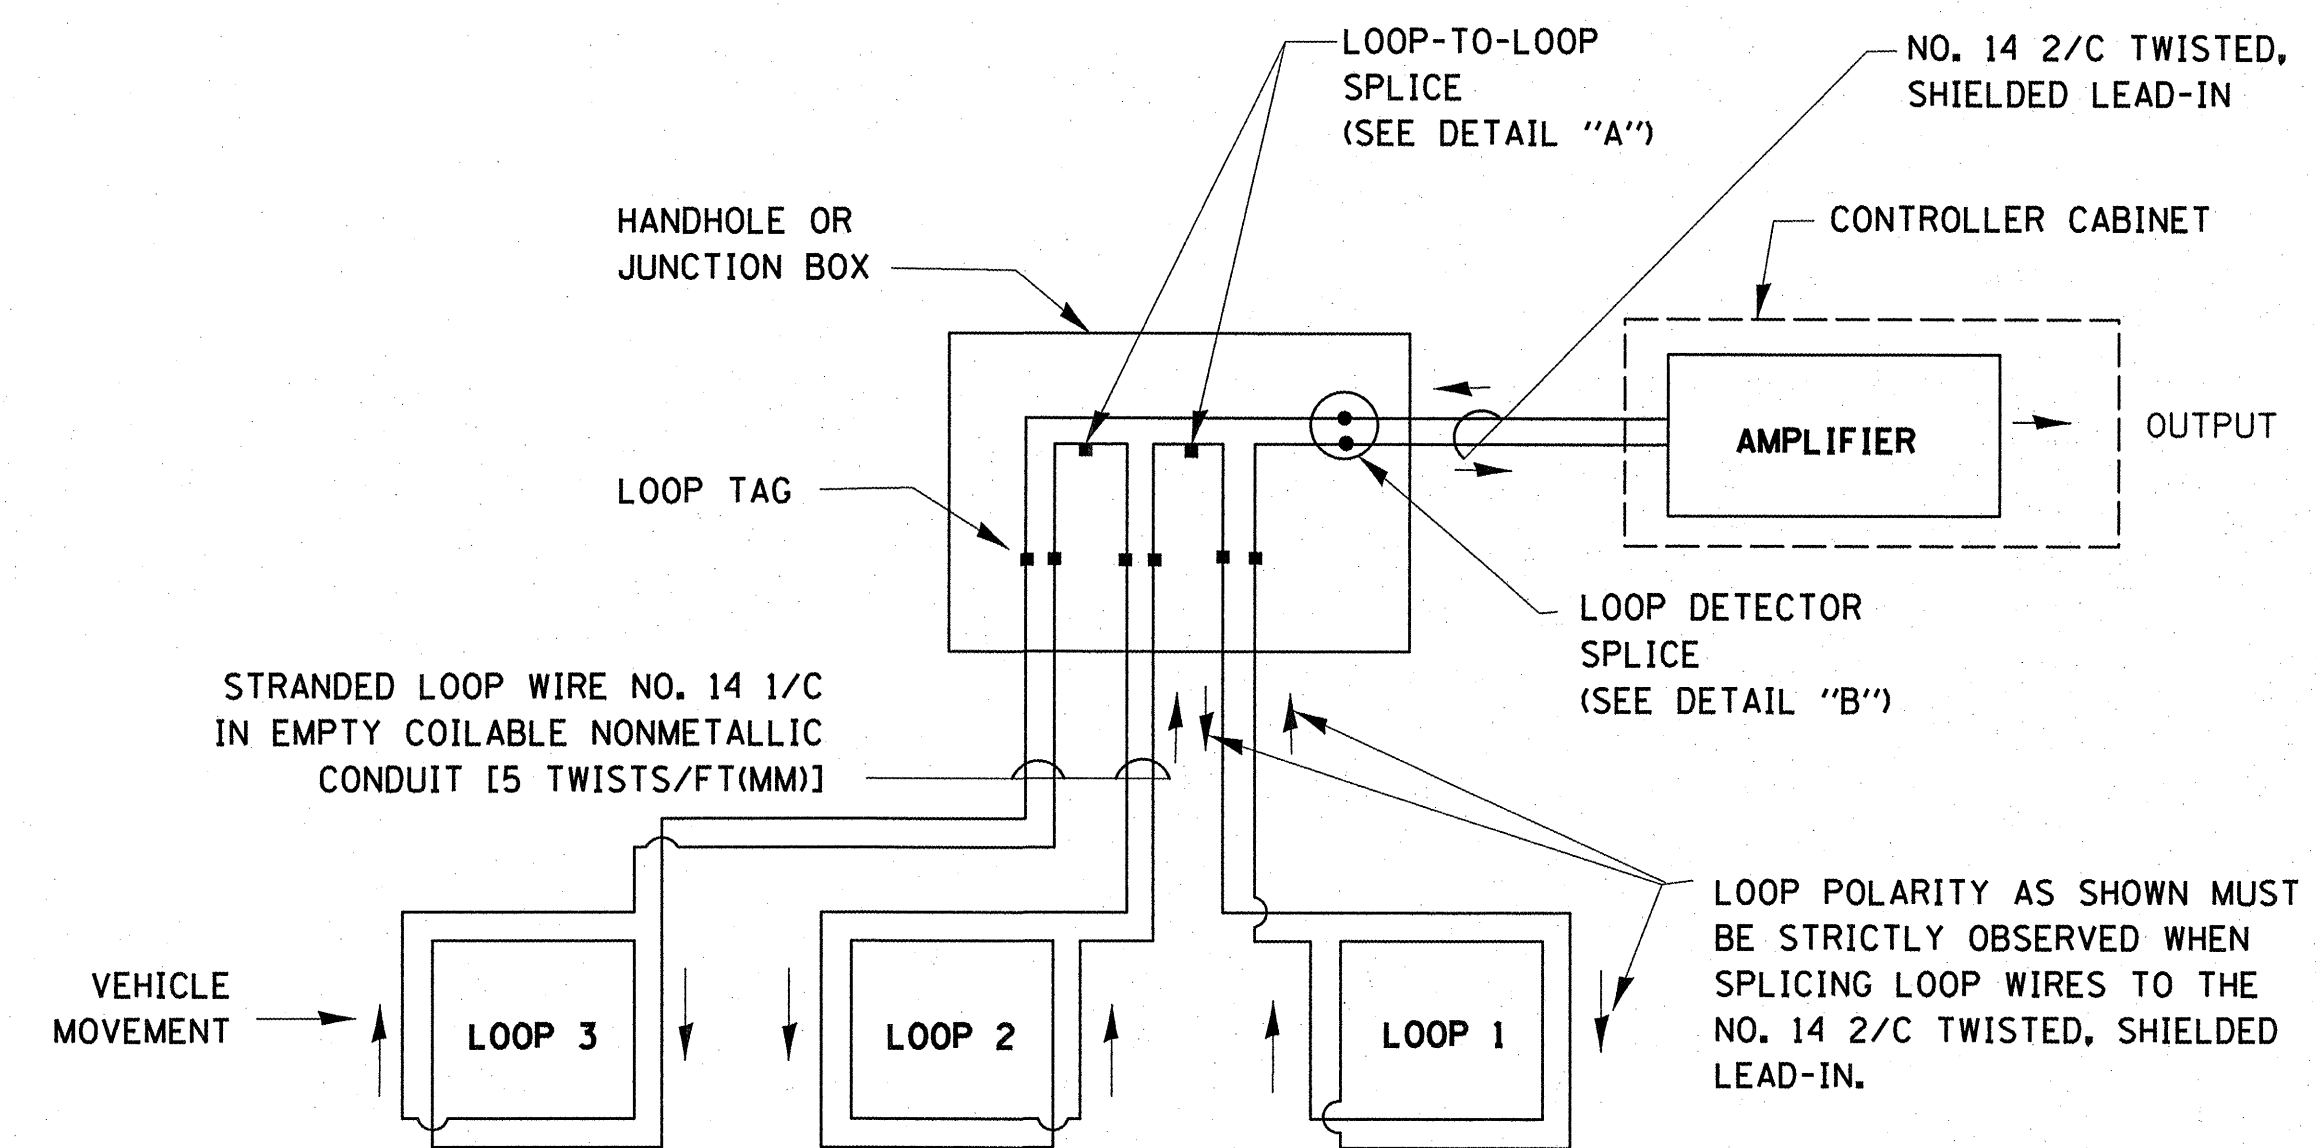 LOOP-TO-LOOP
SPLICE
(SEE DETAIL "A")
NO. 14 2/C TWISTED,
SHIELDED LEAD-IN
HANDHOLE OR
JUNCTION BOX
CONTROLLER CABINET
AMPLIFIER
OUTPUT
LOOP TAG
LOOP DETECTOR
SPLICE
(SEE DETAIL "B")
STRANDED LOOP WIRE NO. 14 1/C
IN EMPTY COILABLE NONMETALLIC
CONDUIT [5 TWISTS/FT(MM)]
LOOP POLARITY AS SHOWN MUST
BE STRICTLY OBSERVED WHEN
SPLICING LOOP WIRES TO THE
NO. 14 2/C TWISTED, SHIELDED
LEAD-IN.
VEHICLE
MOVEMENT
LOOP 3
LOOP 2
LOOP 1